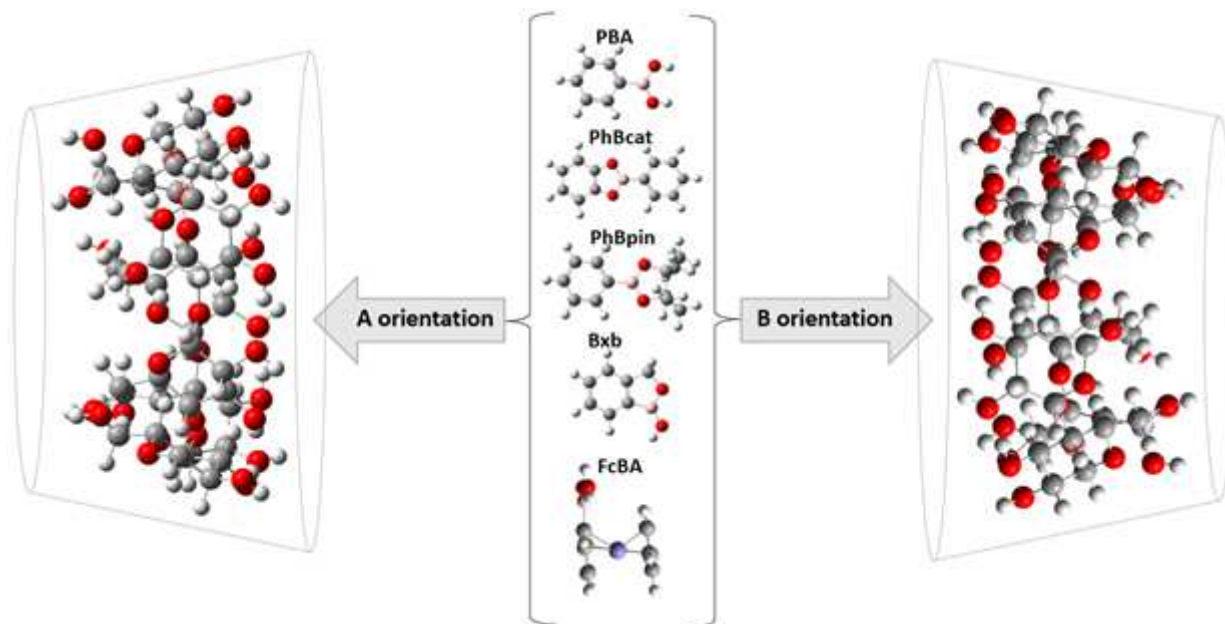 PBA
PhBcat
PhBpin
A orientation
B orientation
Bxb
FcBA